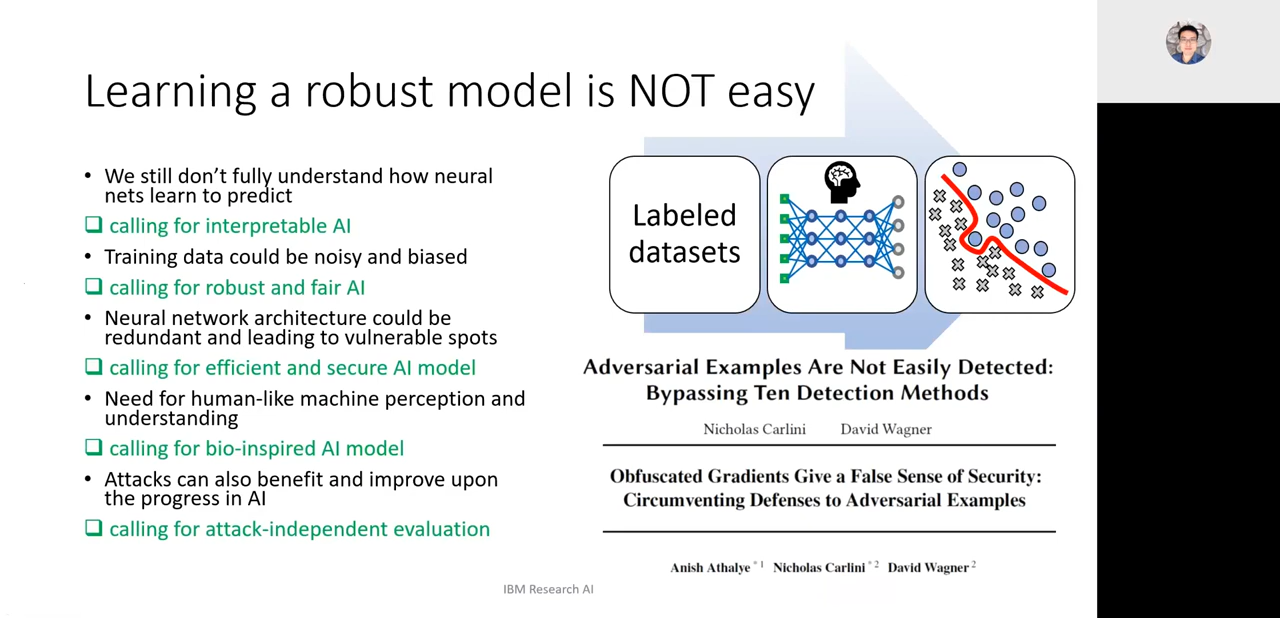 Learning a robust model is NOT easy
• We still don’t fully understand how neural
nets learn to predict
❑ calling for interpretable AI
• Training data could be noisy and biased
❑ calling for robust and fair AI
• Neural network architecture could be
redundant and leading to vulnerable spots
❑ calling for efficient and secure AI model
• Need for human-like machine perception and
understanding
❑ calling for bio-inspired AI model
• Attacks can also benefit and improve upon
the progress in AI
❑ calling for attack-independent evaluation
Labeled
datasets
Adversarial Examples Are Not Easily Detected:
Bypassing Ten Detection Methods
Nicholas Carlini David Wagner
Obfuscated Gradients Give a False Sense of Security:
Circumventing Defenses to Adversarial Examples
Anish Athalye *1 Nicholas Carlini *2 David Wagner 2
IBM Research AI